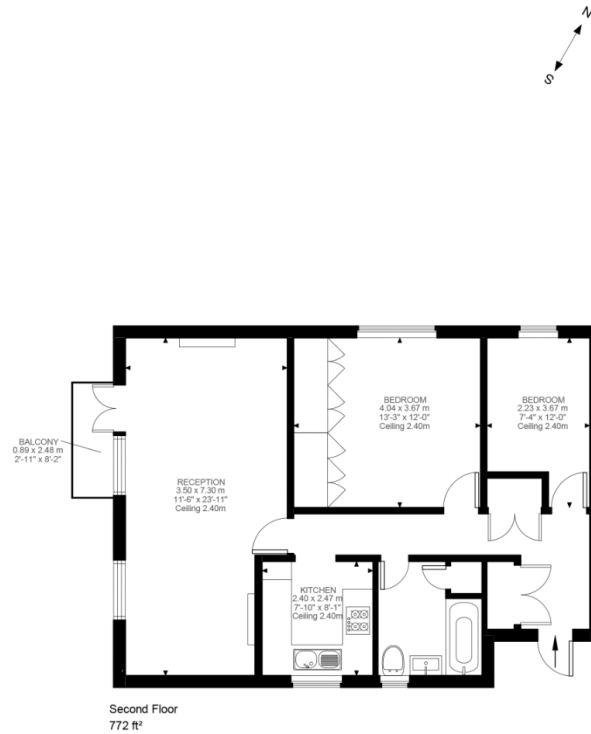 N
S
BEDROOM
4.04 x 3.67 m
13'-3" x 12'-0"
Ceiling 2.40m
BEDROOM
2.23 x 3.67 m
7'-4" x 12'-0"
Ceiling 2.40m
BALCONY
0.89 x 2.48 m
2'-11" x 8'-2"
RECEPTION
3.50 x 7.30 m
11'-6" x 23'-11"
Ceiling 2.40m
KITCHEN
2.40 x 2.47 m
7'-10" x 8'-1"
Ceiling 2.40m
Second Floor
772 ft²